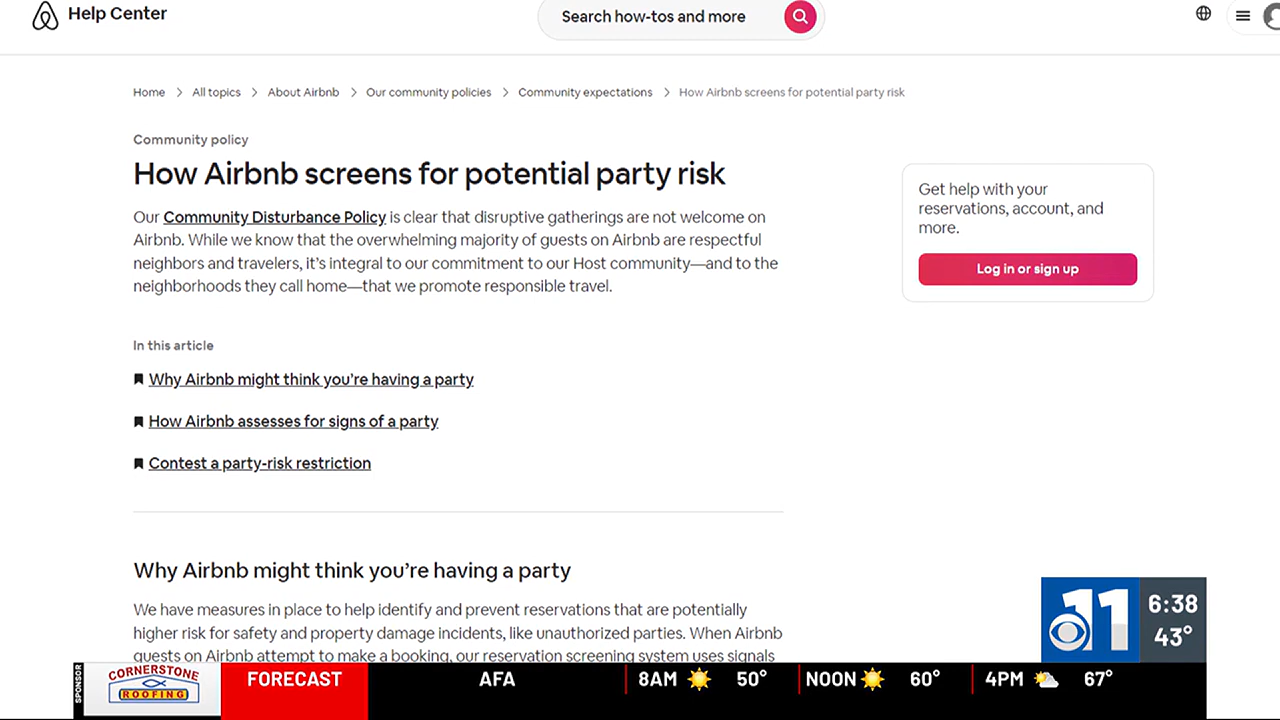 Help Center
Search how-tos and more
Home > All topics > About Airbnb > Our community policies > Community expectations > How Airbnb screens for potential party risk
Community policy
How Airbnb screens for potential party risk
Our Community Disturbance Policy is clear that disruptive gatherings are not welcome on
Airbnb. While we know that the overwhelming majority of guests on Airbnb are respectful
neighbors and travelers, it’s integral to our commitment to our Host community—and to the
neighborhoods they call home—that we promote responsible travel.
Get help with your
reservations, account, and
more.
Log in or sign up
In this article
Why Airbnb might think you’re having a party
How Airbnb assesses for signs of a party
Contest a party-risk restriction
Why Airbnb might think you’re having a party
We have measures in place to help identify and prevent reservations that are potentially
higher risk for safety and property damage incidents, like unauthorized parties. When Airbnb
guests on Airbnb attempt to make a booking, our reservation screening system uses signals
11
6:38
43°
SPONSOR
CORNERSTONE
ROOFING
FORECAST
AFA
8AM 50°
NOON 60°
4PM 67°